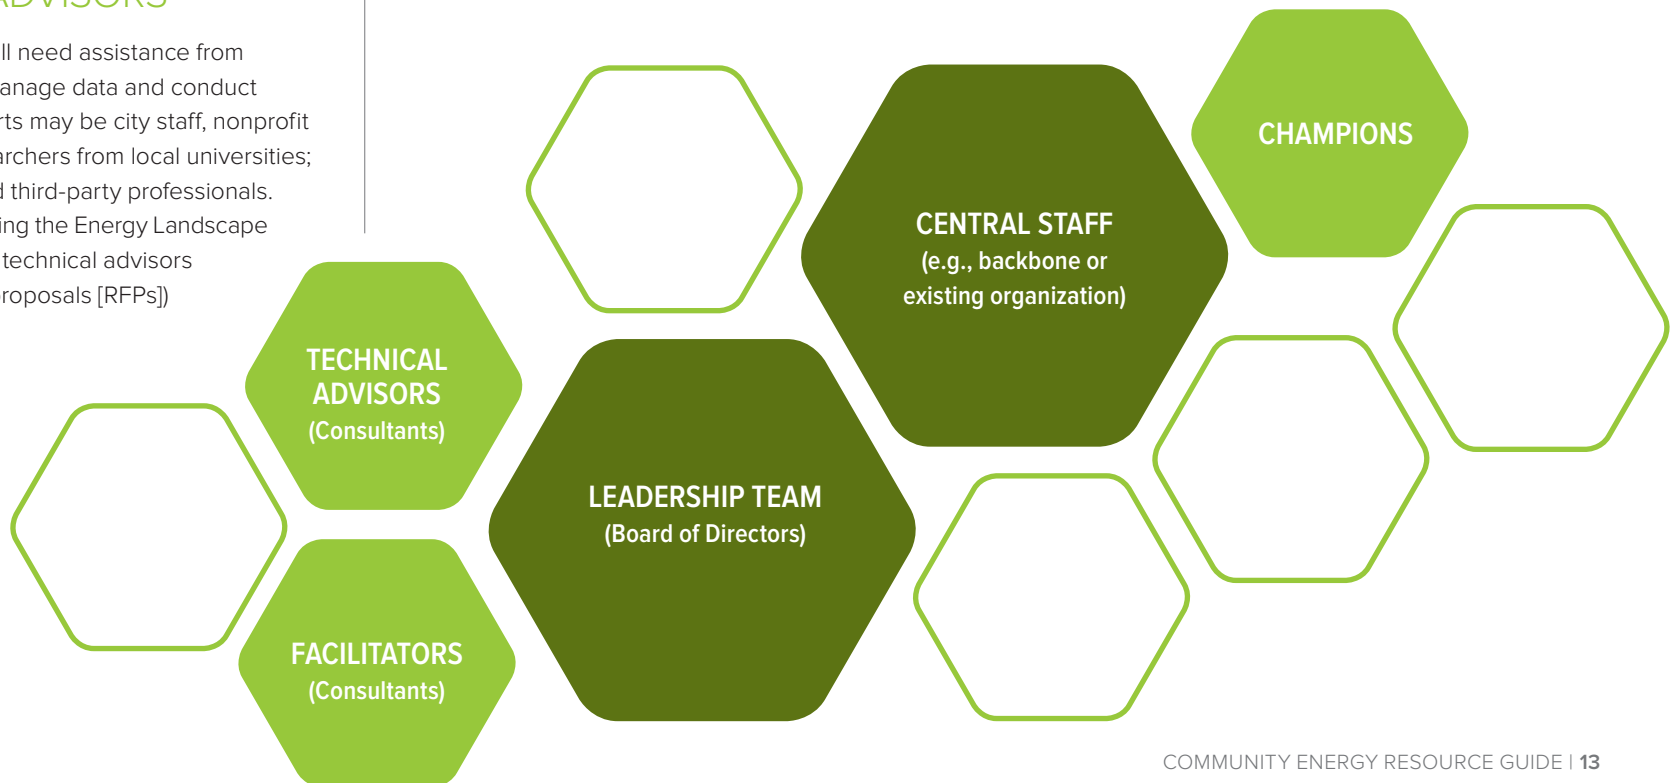 ADVISORS
ll need assistance from
anage data and conduct
rts may be city staff, nonprofit
archers from local universities;
d third-party professionals.
ing the Energy Landscape
technical advisors
roposals [RFPs])
CHAMPIONS
CENTRAL STAFF
(e.g., backbone or
existing organization)
TECHNICAL
ADVISORS
(Consultants)
LEADERSHIP TEAM
(Board of Directors)
FACILITATORS
(Consultants)
COMMUNITY ENERGY RESOURCE GUIDE | 13